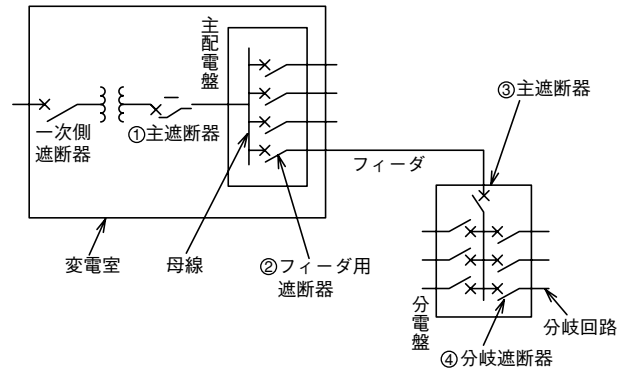 主配電盤
③主遮断器
一次側
遮断器
①主遮断器
フィーダ
変電室
母線
②フィーダ用
遮断器
分電盤
分岐回路
④分岐遮断器